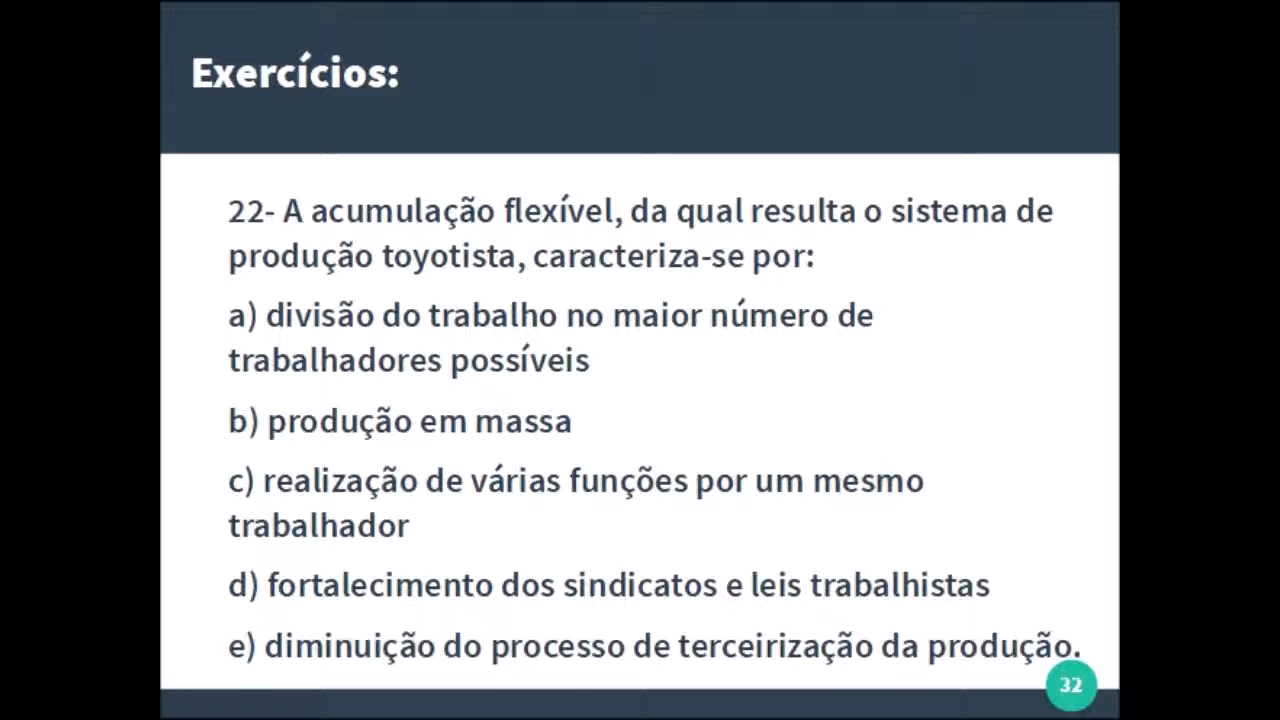 Exercícios:
22- A acumulação flexível, da qual resulta o sistema de
produção toyotista, caracteriza-se por:
a) divisão do trabalho no maior número de
trabalhadores possíveis
b) produção em massa
c) realização de várias funções por um mesmo
trabalhador
d) fortalecimento dos sindicatos e leis trabalhistas
e) diminuição do processo de terceirização da produção.
32